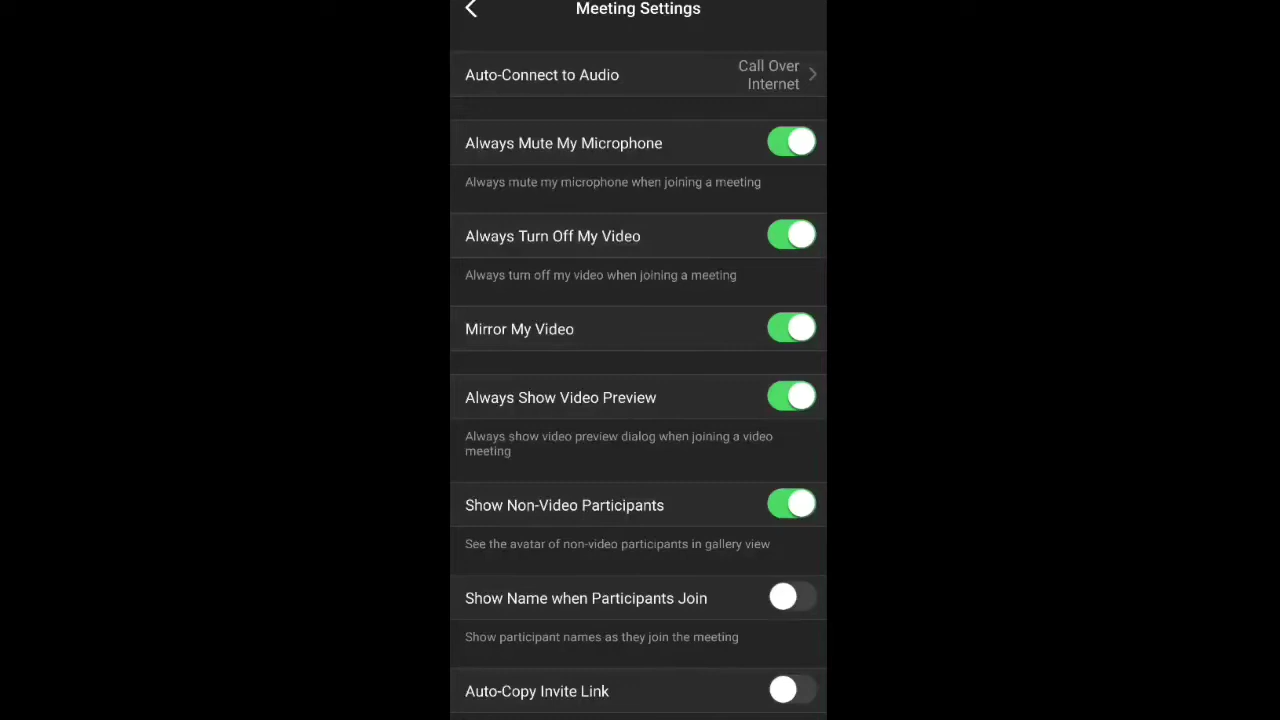 Meeting Settings
Auto-Connect to Audio
Call Over
Internet
Always Mute My Microphone
Always mute my microphone when joining a meeting
Always Turn Off My Video
Always turn off my video when joining a meeting
Mirror My Video
Always Show Video Preview
Always show video preview dialog when joining a video
meeting
Show Non-Video Participants
See the avatar of non-video participants in gallery view
Show Name when Participants Join
Show participant names as they join the meeting
Auto-Copy Invite Link